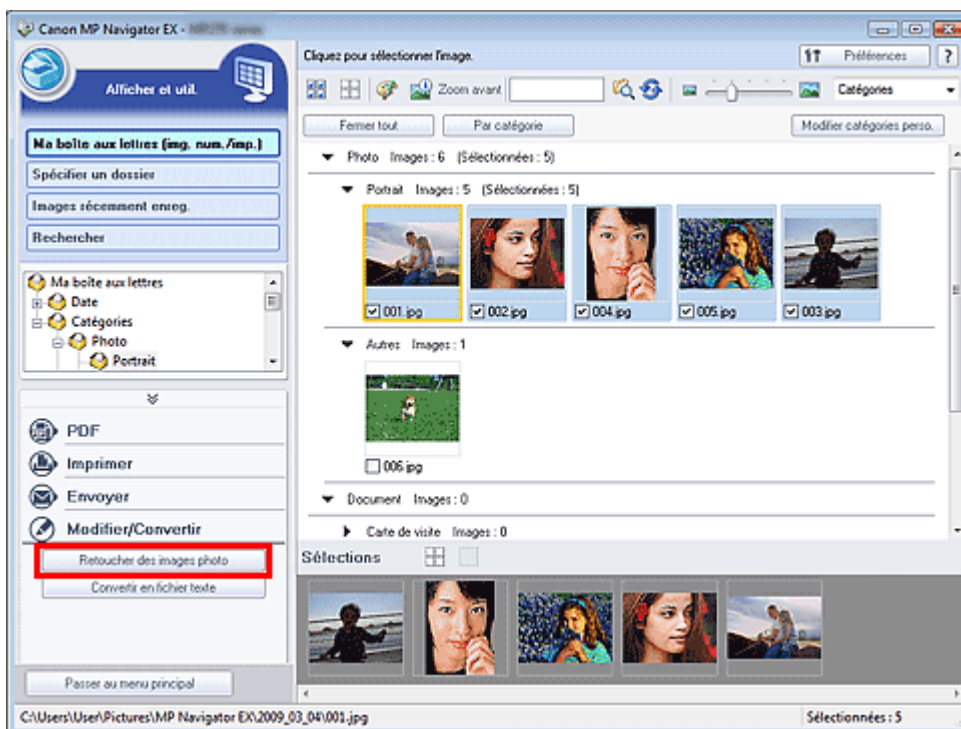 Canon MP Navigator EX -
Cliquez pour sélectionner l'image.
Préférences
?
Afficher et util.
Zoom avant
Catégories
Fermer tout
Par catégorie
Modifier catégories perso.
Ma boîte aux lettres (img. num./imp.)
Spécifier un dossier
Images récemment enreg.
Rechercher
Photo Images : 6 (Sélectionnées : 5)
Portrait Images : 5 (Sélectionnées : 5)
001.jpg
002.jpg
004.jpg
005.jpg
003.jpg
Ma boîte aux lettres
Date
Catégories
Photo
Portrait
Autres Images : 1
006.jpg
PDF
Imprimer
Envoyer
Modifier/Convertir
Retoucher des images photo
Convertir en fichier texte
Document Images : 0
Carte de visite Images : 0
Sélections
Passer au menu principal
C:\Users\User\Pictures\MP Navigator EX\2009_03_04\001.jpg
Sélectionnées : 5